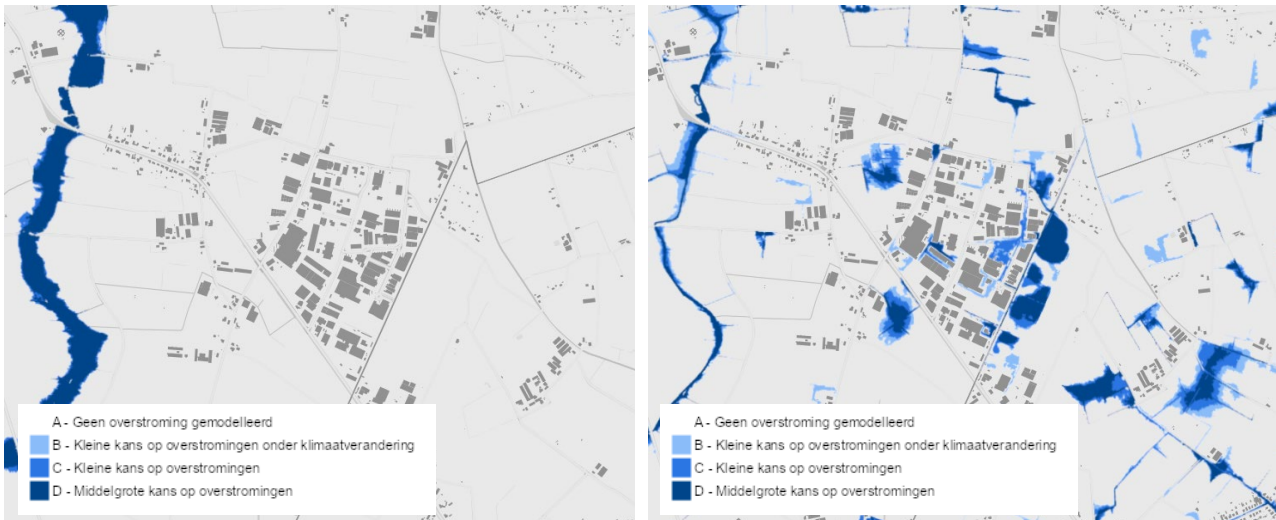 A - Geen overstroming gemodelleerd
B - Kleine kans op overstromingen onder klimaatverandering
C - Kleine kans op overstromingen
D - Middelgrote kans op overstromingen
A - Geen overstroming gemodelleerd
B - Kleine kans op overstromingen onder klimaatverandering
C - Kleine kans op overstromingen
D - Middelgrote kans op overstromingen